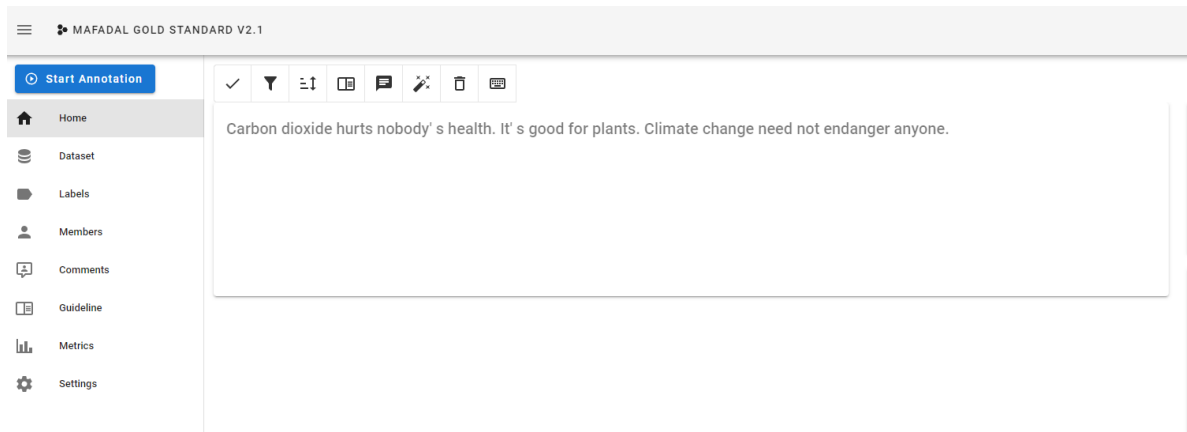 MAFADAL GOLD STANDARD V2.1
Start Annotation
Home
Dataset
Labels
Members
Comments
Guideline
Metrics
Settings
Carbon dioxide hurts nobody' s health. It' s good for plants. Climate change need not endanger anyone.